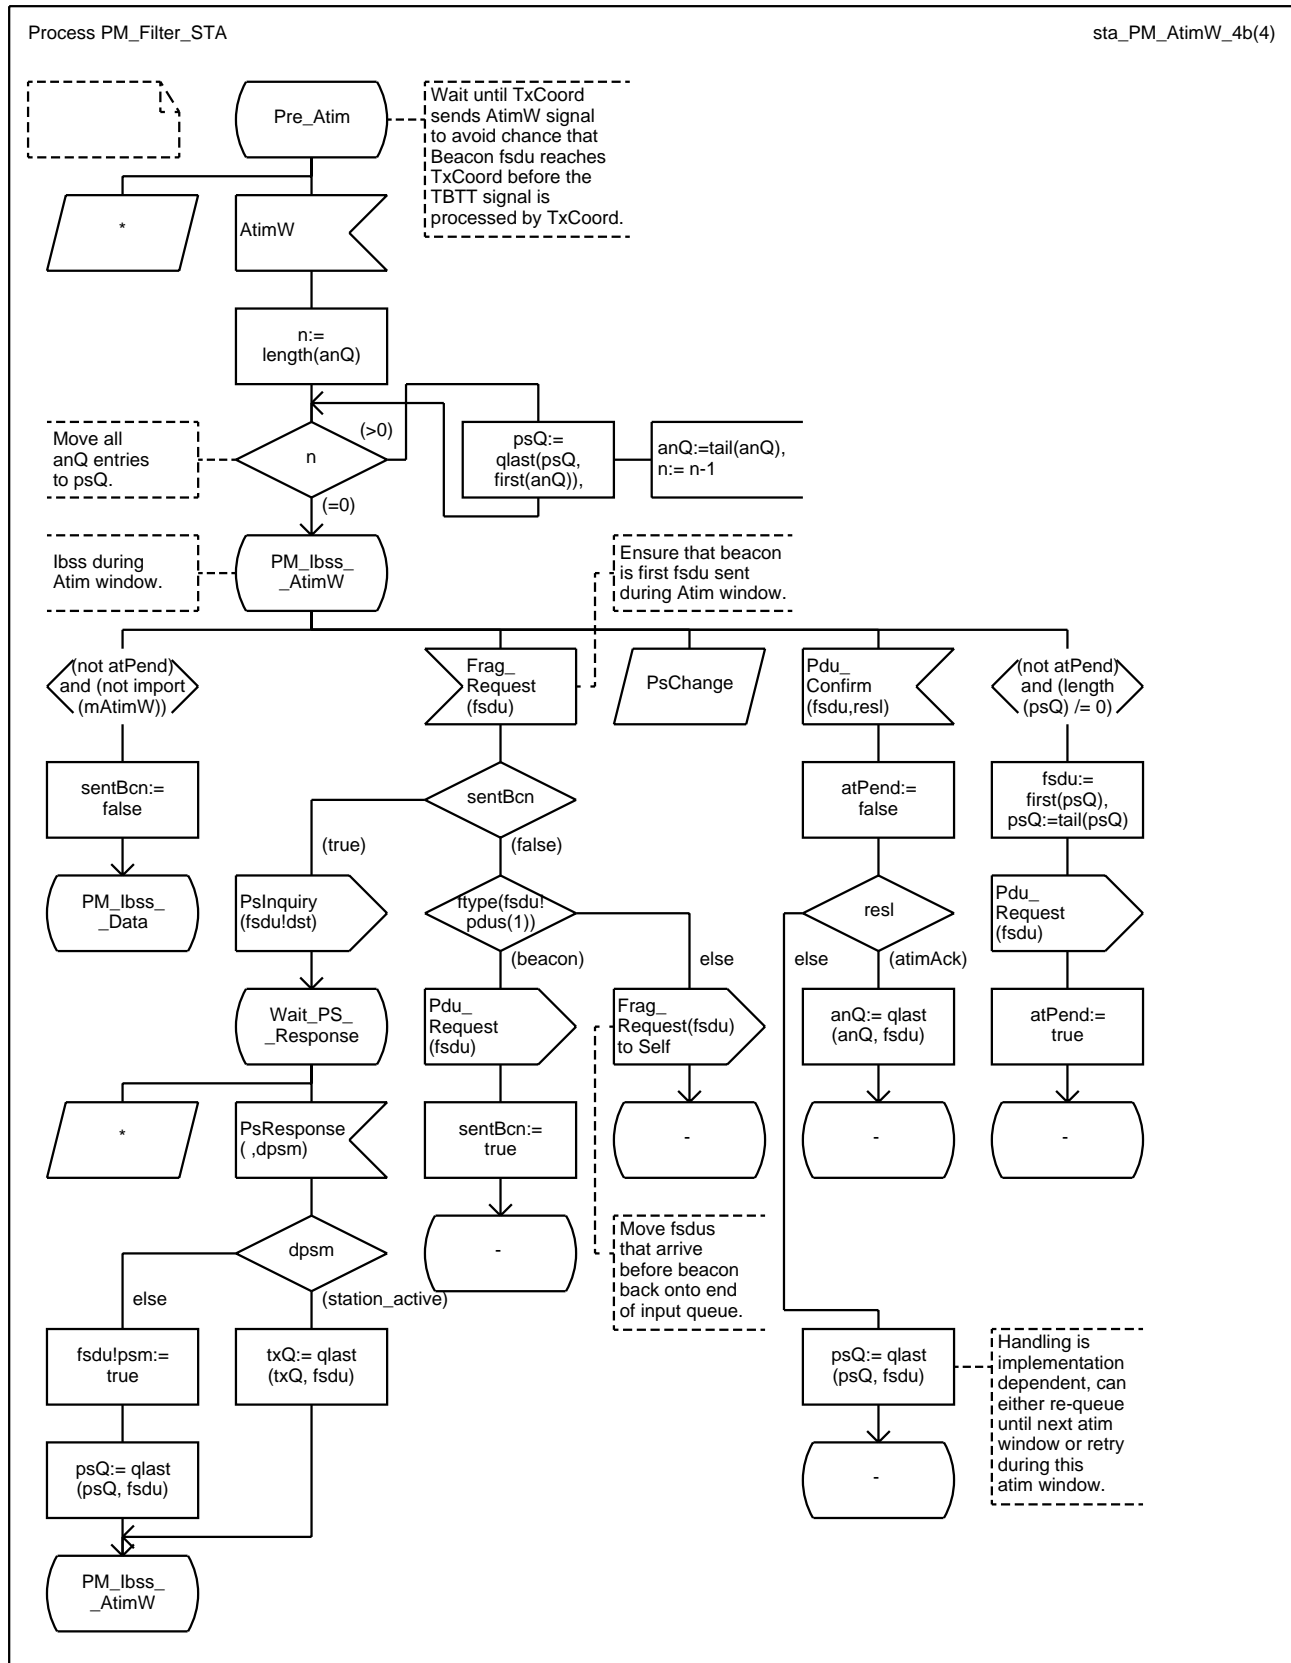 Process PM_Filter_STA
sta_PM_AtimW_4b(4)
Pre_Atim
Wait until TxCoord
sends AtimW signal
to avoid chance that
Beacon fsdu reaches
TxCoord before the
TBTT signal is
processed by TxCoord.
*
AtimW
n:=
length(anQ)
Move all
anQ entries
to psQ.
n
(>0)
(=0)
psQ:=
qlast(psQ,
first(anQ)),
anQ:=tail(anQ),
n:= n-1
Ibss during
Atim window.
PM_Ibss_
_AtimW
Ensure that beacon
is first fsdu sent
during Atim window.
(not atPend)
and (not import
(mAtimW))
Frag_
Request
(fsdu)
PsChange
Pdu_
Confirm
(fsdu,resl)
(not atPend)
and (length
(psQ) /= 0)
sentBcn:=
false
sentBcn
(true)
(false)
atPend:=
false
fsdu:=
first(psQ),
psQ:=tail(psQ)
PM_Ibss_
_Data
PsInquiry
(fsdu!dst)
ftype(fsdu!
pdus(1))
(beacon)
else
resl
else
(atimAck)
Pdu_
Request
(fsdu)
Wait_PS_
_Response
Pdu_
Request
(fsdu)
Frag_
Request(fsdu)
to Self
anQ:= qlast
(anQ, fsdu)
atPend:=
true
*
PsResponse
( ,dpsm)
sentBcn:=
true
-
-
-
dpsm
else
(station_active)
-
Move fsdus
that arrive
before beacon
back onto end
of input queue.
fsdu!psm:=
true
txQ:= qlast
(txQ, fsdu)
psQ:= qlast
(psQ, fsdu)
Handling is
implementation
dependent, can
either re-queue
until next atim
window or retry
during this
atim window.
psQ:= qlast
(psQ, fsdu)
-
PM_Ibss_
_AtimW